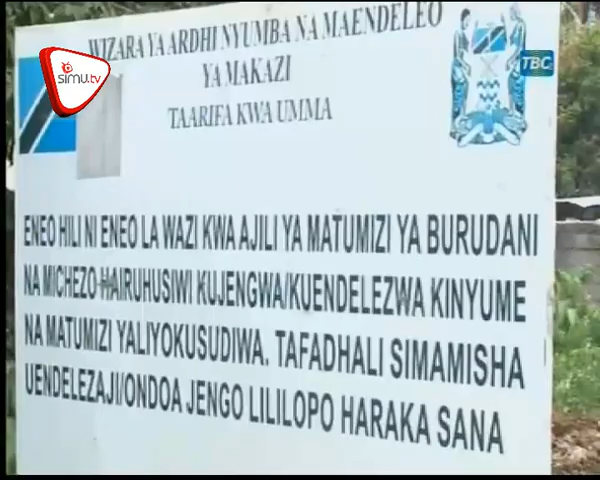 WIZARA YA ARDHI NYUMBA NA MAENDELEO
YA MAKAZI
TAARIFA KWA UMMA
SIMU.tv
TBC
ENEO HILI NI ENEO LA WAZI KWA AJILI YA MATUMIZI YA BURUDANI
NA MICHEZO HAIRUHUSIWI KUJENGWA/KUENDELEZWA KINYUME
NA MATUMIZI YALIYOKUSUDIWA. TAFADHALI SIMAMISHA
UENDELEZAJI/ONDOA JENGO LILILOPO HARAKA SANA